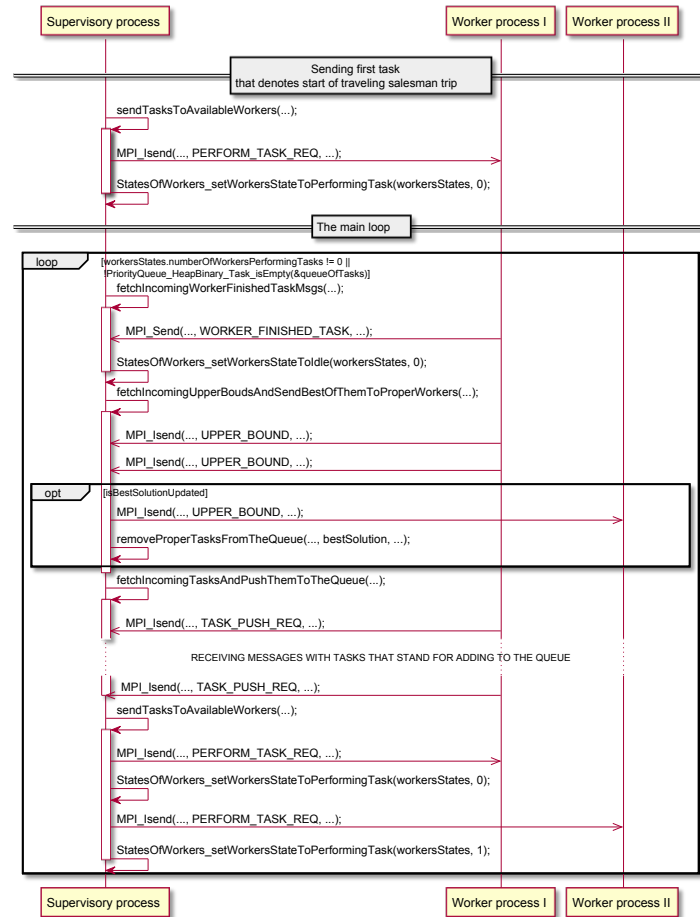 Supervisory process
Worker process I
Worker process II
Sending first task
that denotes start of traveling salesman trip
sendTasksToAvailableWorkers(...);
MPI_Isend(..., PERFORM_TASK_REQ, ...);
StatesOfWorkers_setWorkersStateToPerformingTask(workersStates, 0);
The main loop
loop
[workersStates.numberOfWorkersPerformingTasks != 0 ||
!PriorityQueue_HeapBinary_Task_isEmpty(&queueOfTasks)]
fetchIncomingWorkerFinishedTaskMsgs(...);
MPI_Send(..., WORKER_FINISHED_TASK, ...);
StatesOfWorkers_setWorkersStateToIdle(workersStates, 0);
fetchIncomingUpperBoudsAndSendBestOfThemToProperWorkers(...);
MPI_Isend(..., UPPER_BOUND, ...);
MPI_Isend(..., UPPER_BOUND, ...);
opt
[isBestSolutionUpdated]
MPI_Isend(..., UPPER_BOUND, ...);
removeProperTasksFromTheQueue(..., bestSolution, ...);
fetchIncomingTasksAndPushThemToTheQueue(...);
MPI_Isend(..., TASK_PUSH_REQ, ...);
RECEIVING MESSAGES WITH TASKS THAT STAND FOR ADDING TO THE QUEUE
MPI_Isend(..., TASK_PUSH_REQ, ...);
sendTasksToAvailableWorkers(...);
MPI_Isend(..., PERFORM_TASK_REQ, ...);
StatesOfWorkers_setWorkersStateToPerformingTask(workersStates, 0);
MPI_Isend(..., PERFORM_TASK_REQ, ...);
StatesOfWorkers_setWorkersStateToPerformingTask(workersStates, 1);
Supervisory process
Worker process I
Worker process II